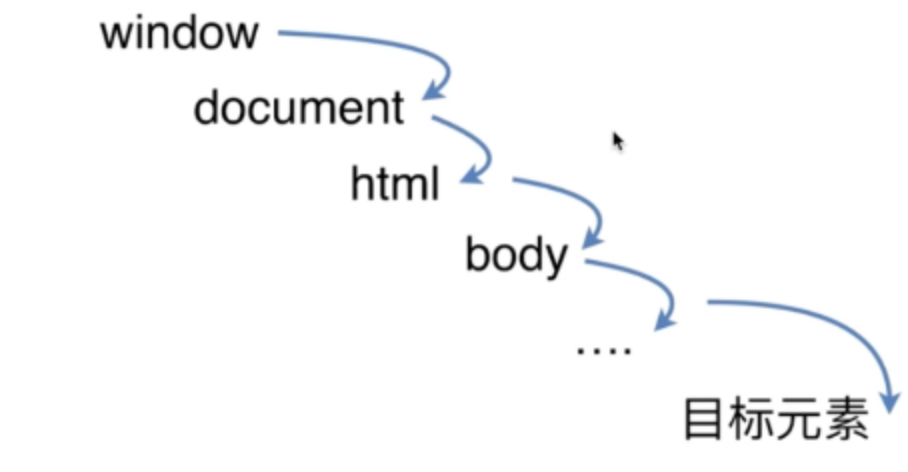 window
document
html
body
....
目标元素